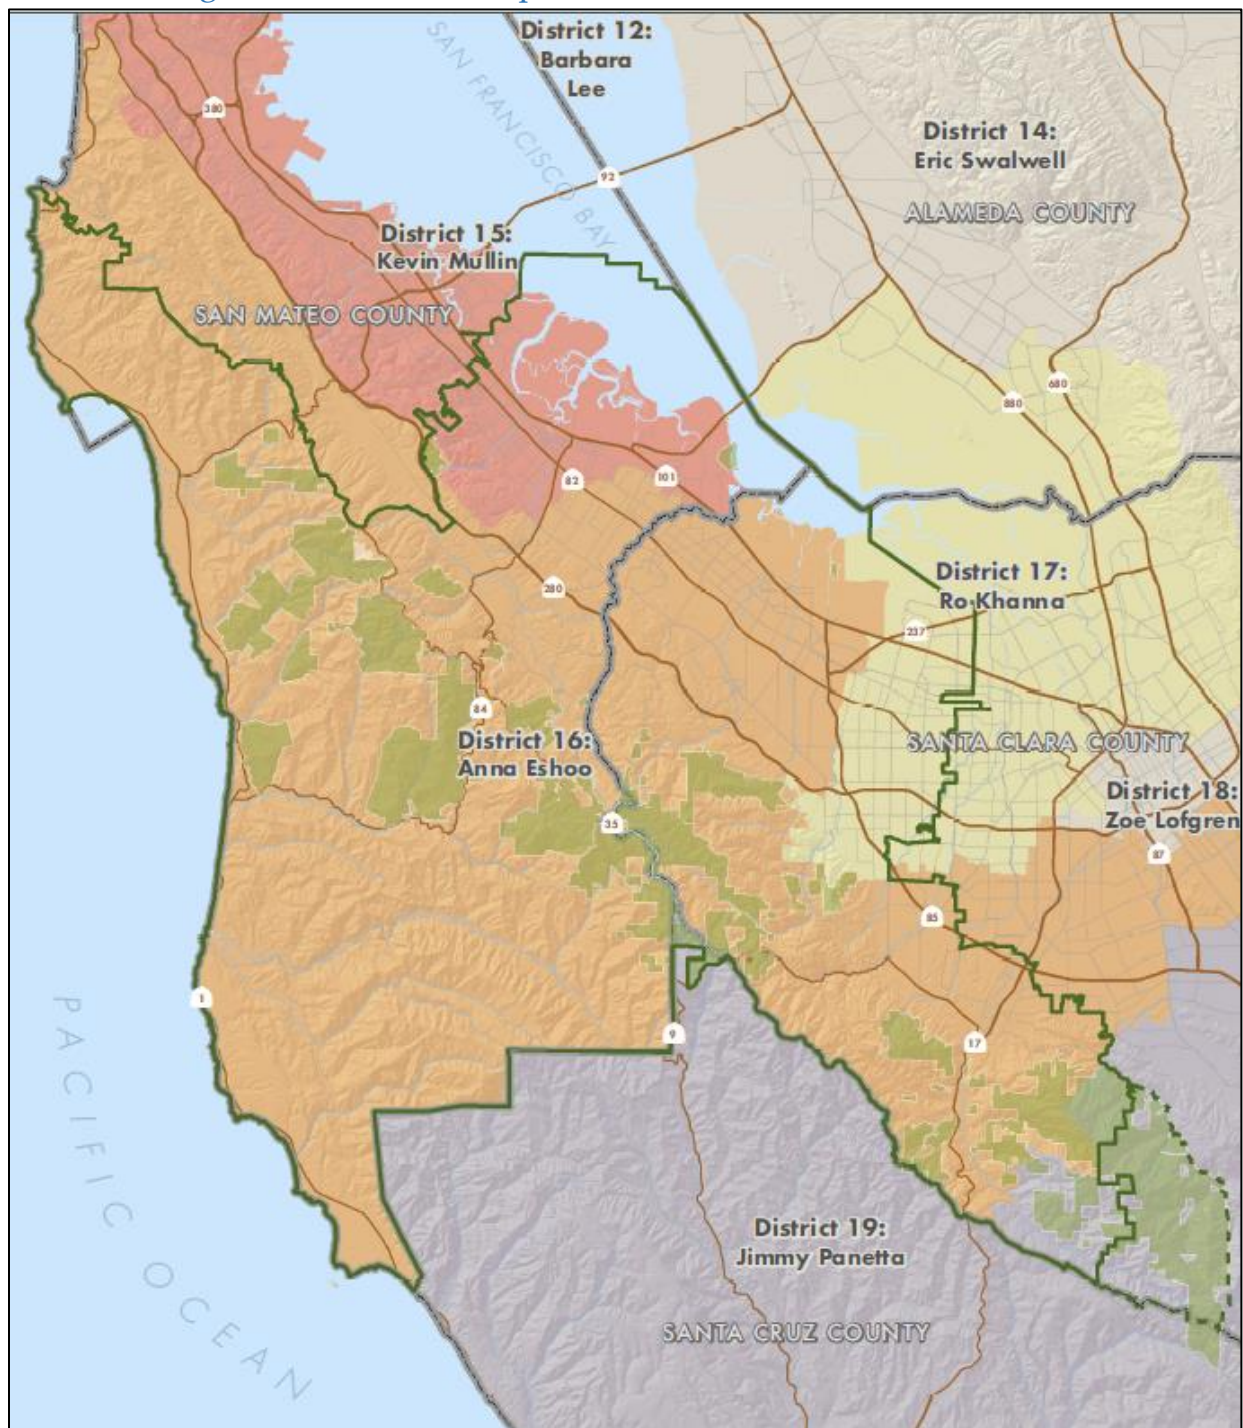 District 12:
Barbara
Lee
SAN FRANCISCO BAY
380
District 14:
Eric Swalwell
92
ALAMEDA COUNTY
District 15:
Kevin Mullin
SAN MATEO COUNTY
680
880
82
101
District 17:
Ro Khanna
280
237
84
District 16:
Anna Eshoo
SANTA CLARA COUNTY
District 18:
Zoe Lofgren
35
87
85
1
PACIFIC OCEAN
9
17
District 19:
Jimmy Panetta
SANTA CRUZ COUNTY